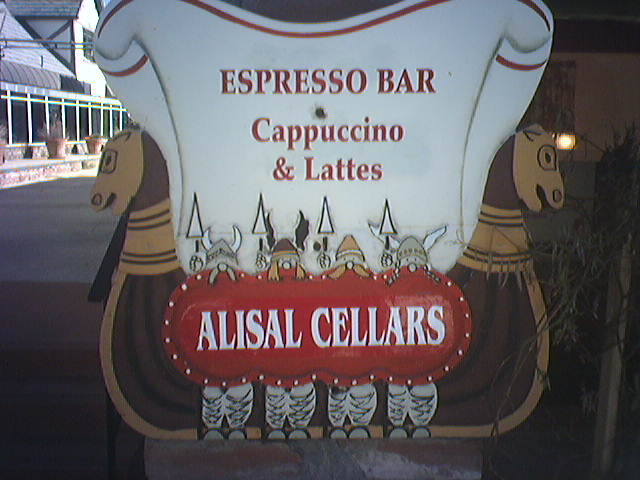 ESPRESSO BAR
Cappuccino
& Lattes
ALISAL CELLARS